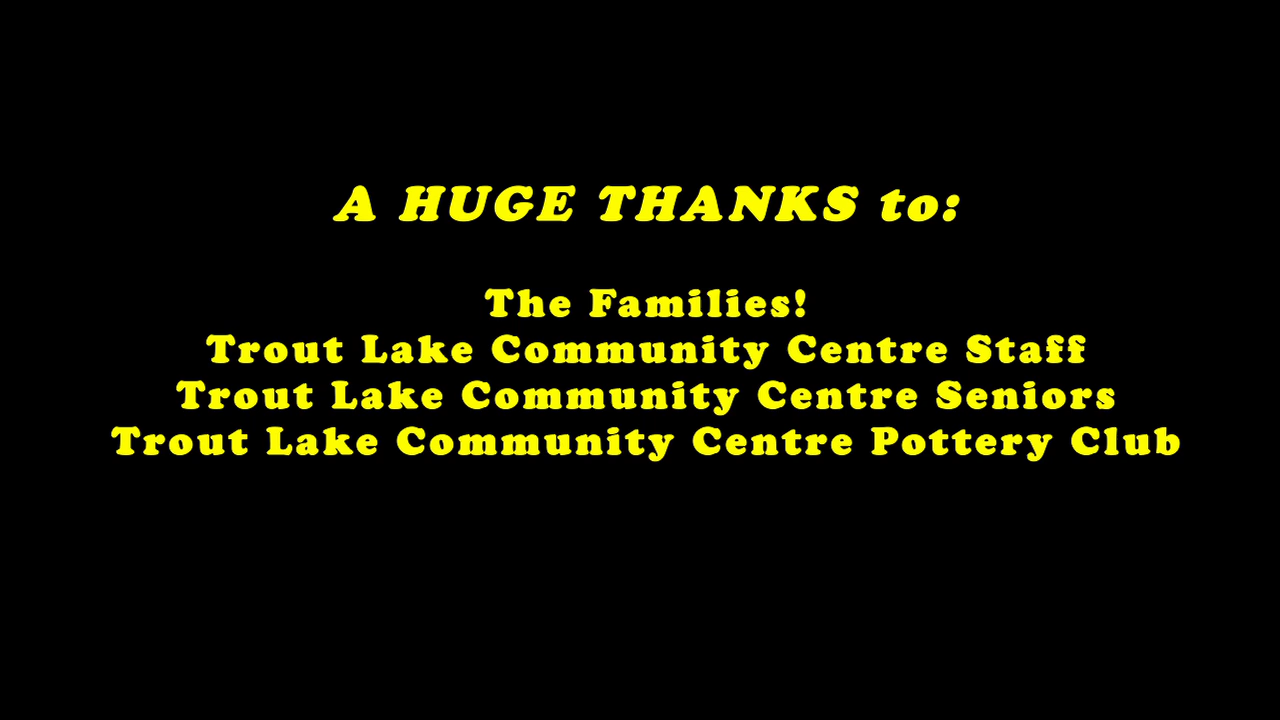 A HUGE THANKS to:
The Families!
Trout Lake Community Centre Staff
Trout Lake Community Centre Seniors
Trout Lake Community Centre Pottery Club